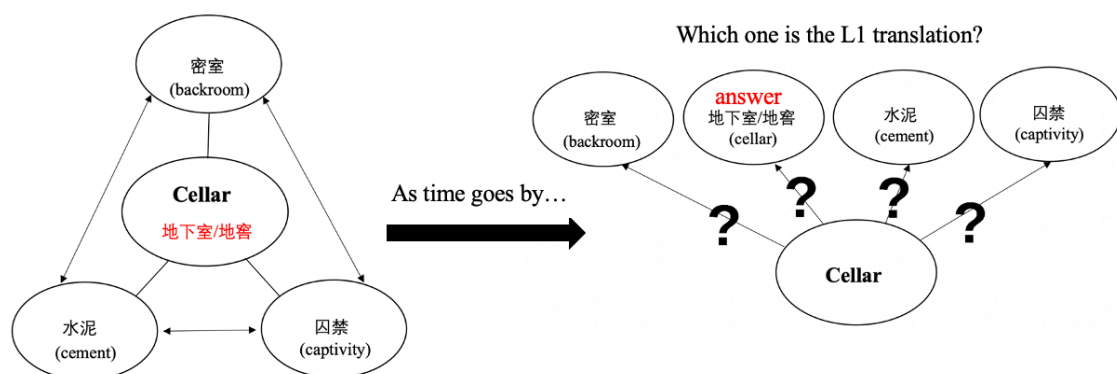 密室
(backroom)
Cellar
地下室/地窖
水泥
(cement)
囚禁
(captivity)
As time goes by…
Which one is the L1 translation?
密室
(backroom)
answer
地下室/地窖
(cellar)
水泥
(cement)
囚禁
(captivity)
?
?
?
?
Cellar